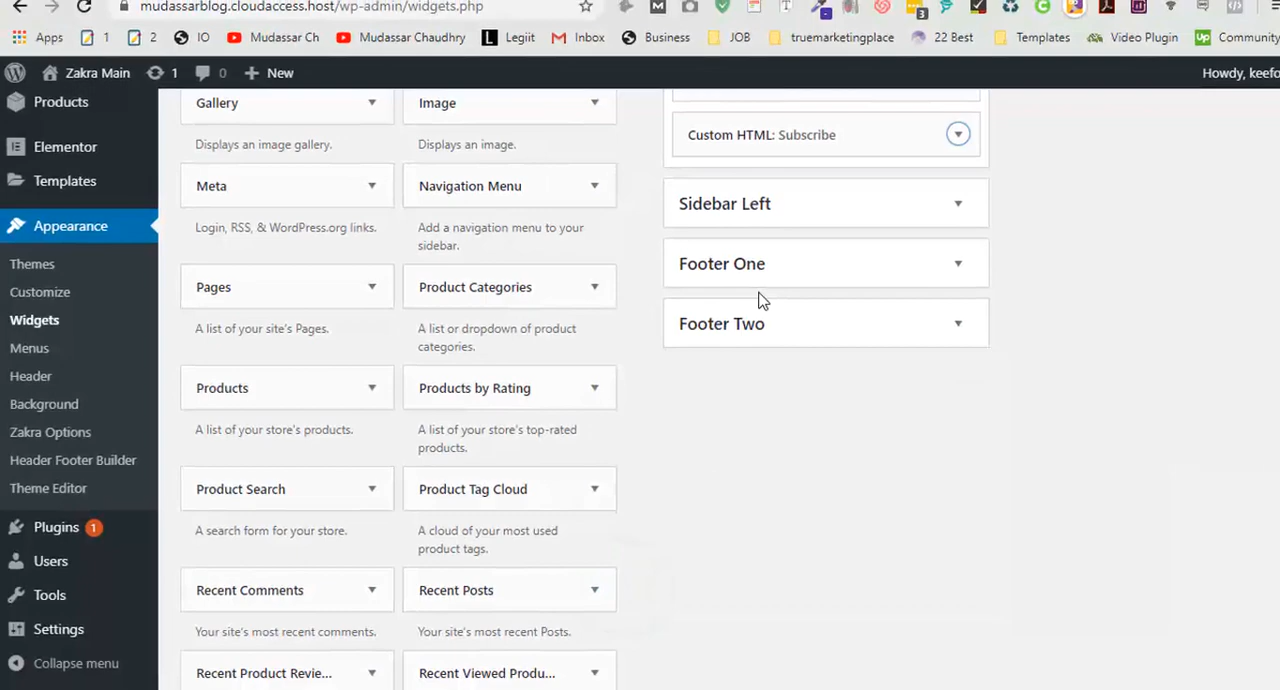 mudassarblog.cloudaccess.host/wp-admin/widgets.php
3
Apps 1 2 IO Mudassar Ch Mudassar Chaudhry L Legiit Inbox Business JOB truemarketingplace 22 Best Templates Video Plugin Up Community
Zakra Main 1 0 New Howdy, keefo
Products
Elementor
Templates
Appearance
Themes
Customize
Widgets
Menus
Header
Background
Zakra Options
Header Footer Builder
Theme Editor
Plugins 1
Users
Tools
Settings
Collapse menu
Gallery
Displays an image gallery.
Image
Displays an image.
Meta
Login, RSS, & WordPress.org links.
Navigation Menu
Add a navigation menu to your
sidebar.
Pages
A list of your site's Pages.
Product Categories
A list or dropdown of product
categories.
Products
A list of your store's products.
Products by Rating
A list of your store's top-rated
products.
Product Search
A search form for your store.
Product Tag Cloud
A cloud of your most used
product tags.
Recent Comments
Your site's most recent comments.
Recent Posts
Your site's most recent Posts.
Recent Product Revie...
Recent Viewed Produ...
Custom HTML: Subscribe
Sidebar Left
Footer One
Footer Two